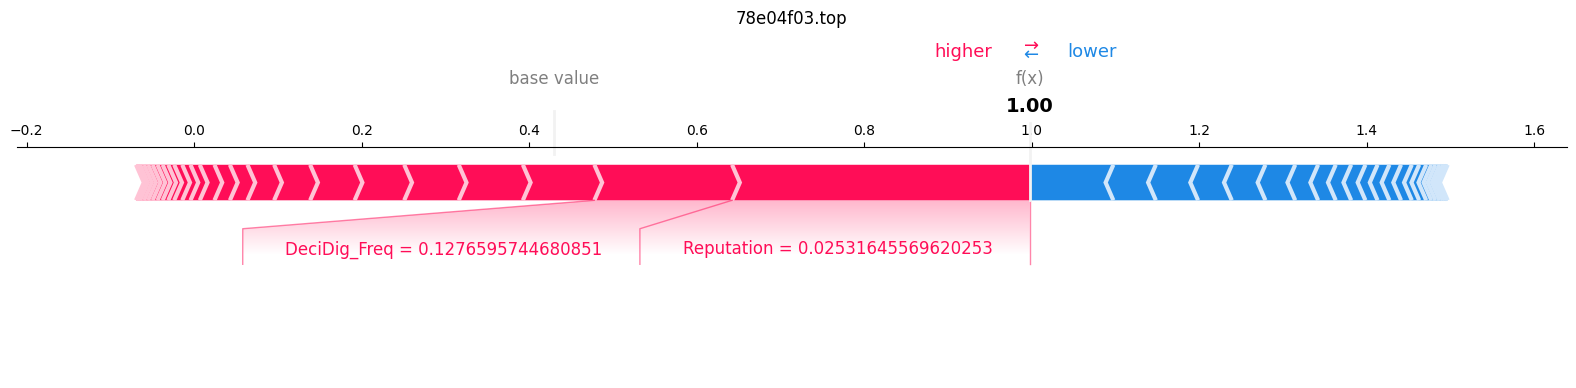 78e04f03.top
higher ⇄ lower
base value f(x)
1.00
−0.2 0.0 0.2 0.4 0.6 0.8 1.0 1.2 1.4 1.6
DeciDig_Freq = 0.1276595744680851 Reputation = 0.02531645569620253